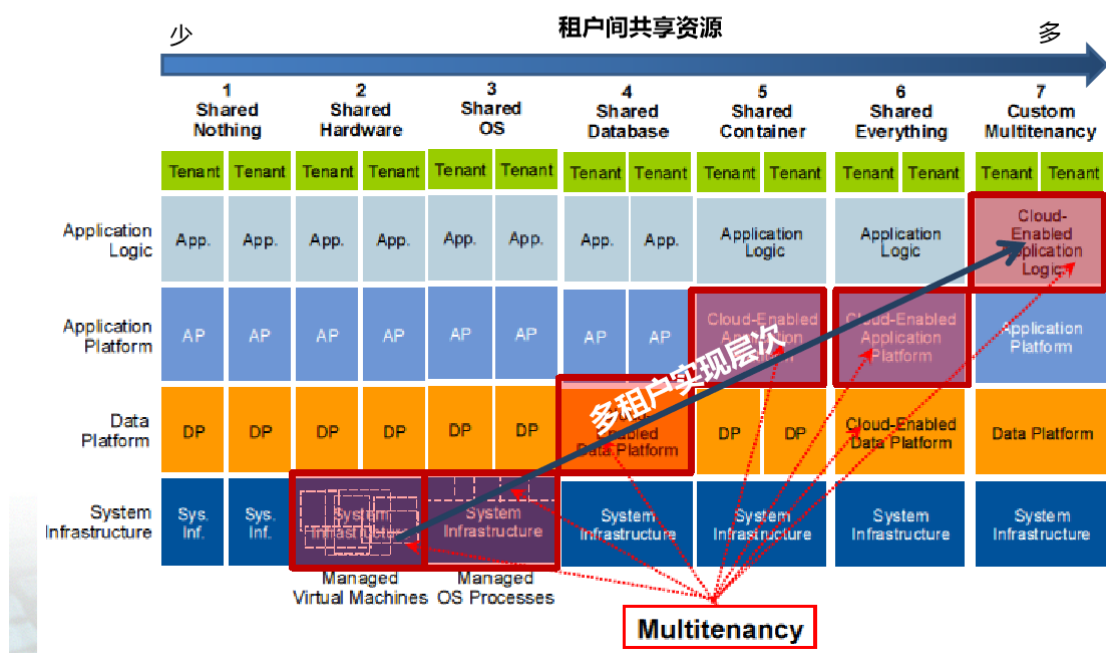 租户间共享资源
少
多
1 2 3 4 5 6 7
Shared Nothing
Shared Hardware
Shared OS
Shared Database
Shared Container
Shared Everything
Custom Multitenancy
Tenant Tenant Tenant Tenant Tenant Tenant Tenant Tenant Tenant Tenant Tenant Tenant Tenant Tenant
Application Logic
App. App. App. App. App. App. App. App.
Application Logic
Application Logic
Cloud-Enabled Application Logic
Application Platform
AP AP AP AP AP AP AP AP
Cloud-Enabled Application Platform
Cloud-Enabled Application Platform
Application Platform
多租户实现层次
Data Platform
DP DP DP DP DP DP
Cloud-Enabled Data Platform
DP DP
Cloud-Enabled Data Platform
Data Platform
System Infrastructure
Sys. Inf.
Sys. Inf.
System Infrastructure
System Infrastructure
System Infrastructure
System Infrastructure
System Infrastructure
System Infrastructure
Managed Virtual Machines
Managed OS Processes
Multitenancy